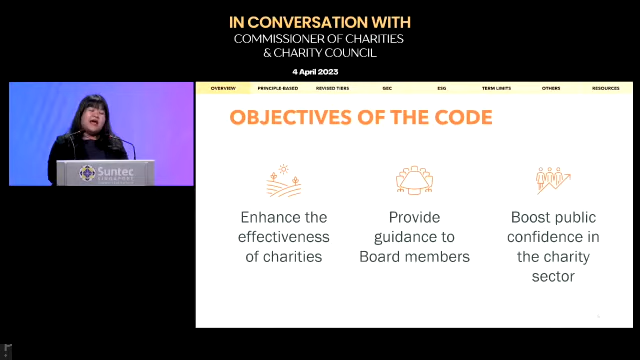 IN CONVERSATION WITH
COMMISSIONER OF CHARITIES
& CHARITY COUNCIL
4 April 2023
OVERVIEW PRINCIPLE-BASED REVISED TIERS GEC ESG TERM LIMITS OTHERS RESOURCES
OBJECTIVES OF THE CODE
Enhance the
effectiveness
of charities
Provide
guidance to
Board members
Boost public
confidence in
the charity
sector
Suntec
SINGAPORE